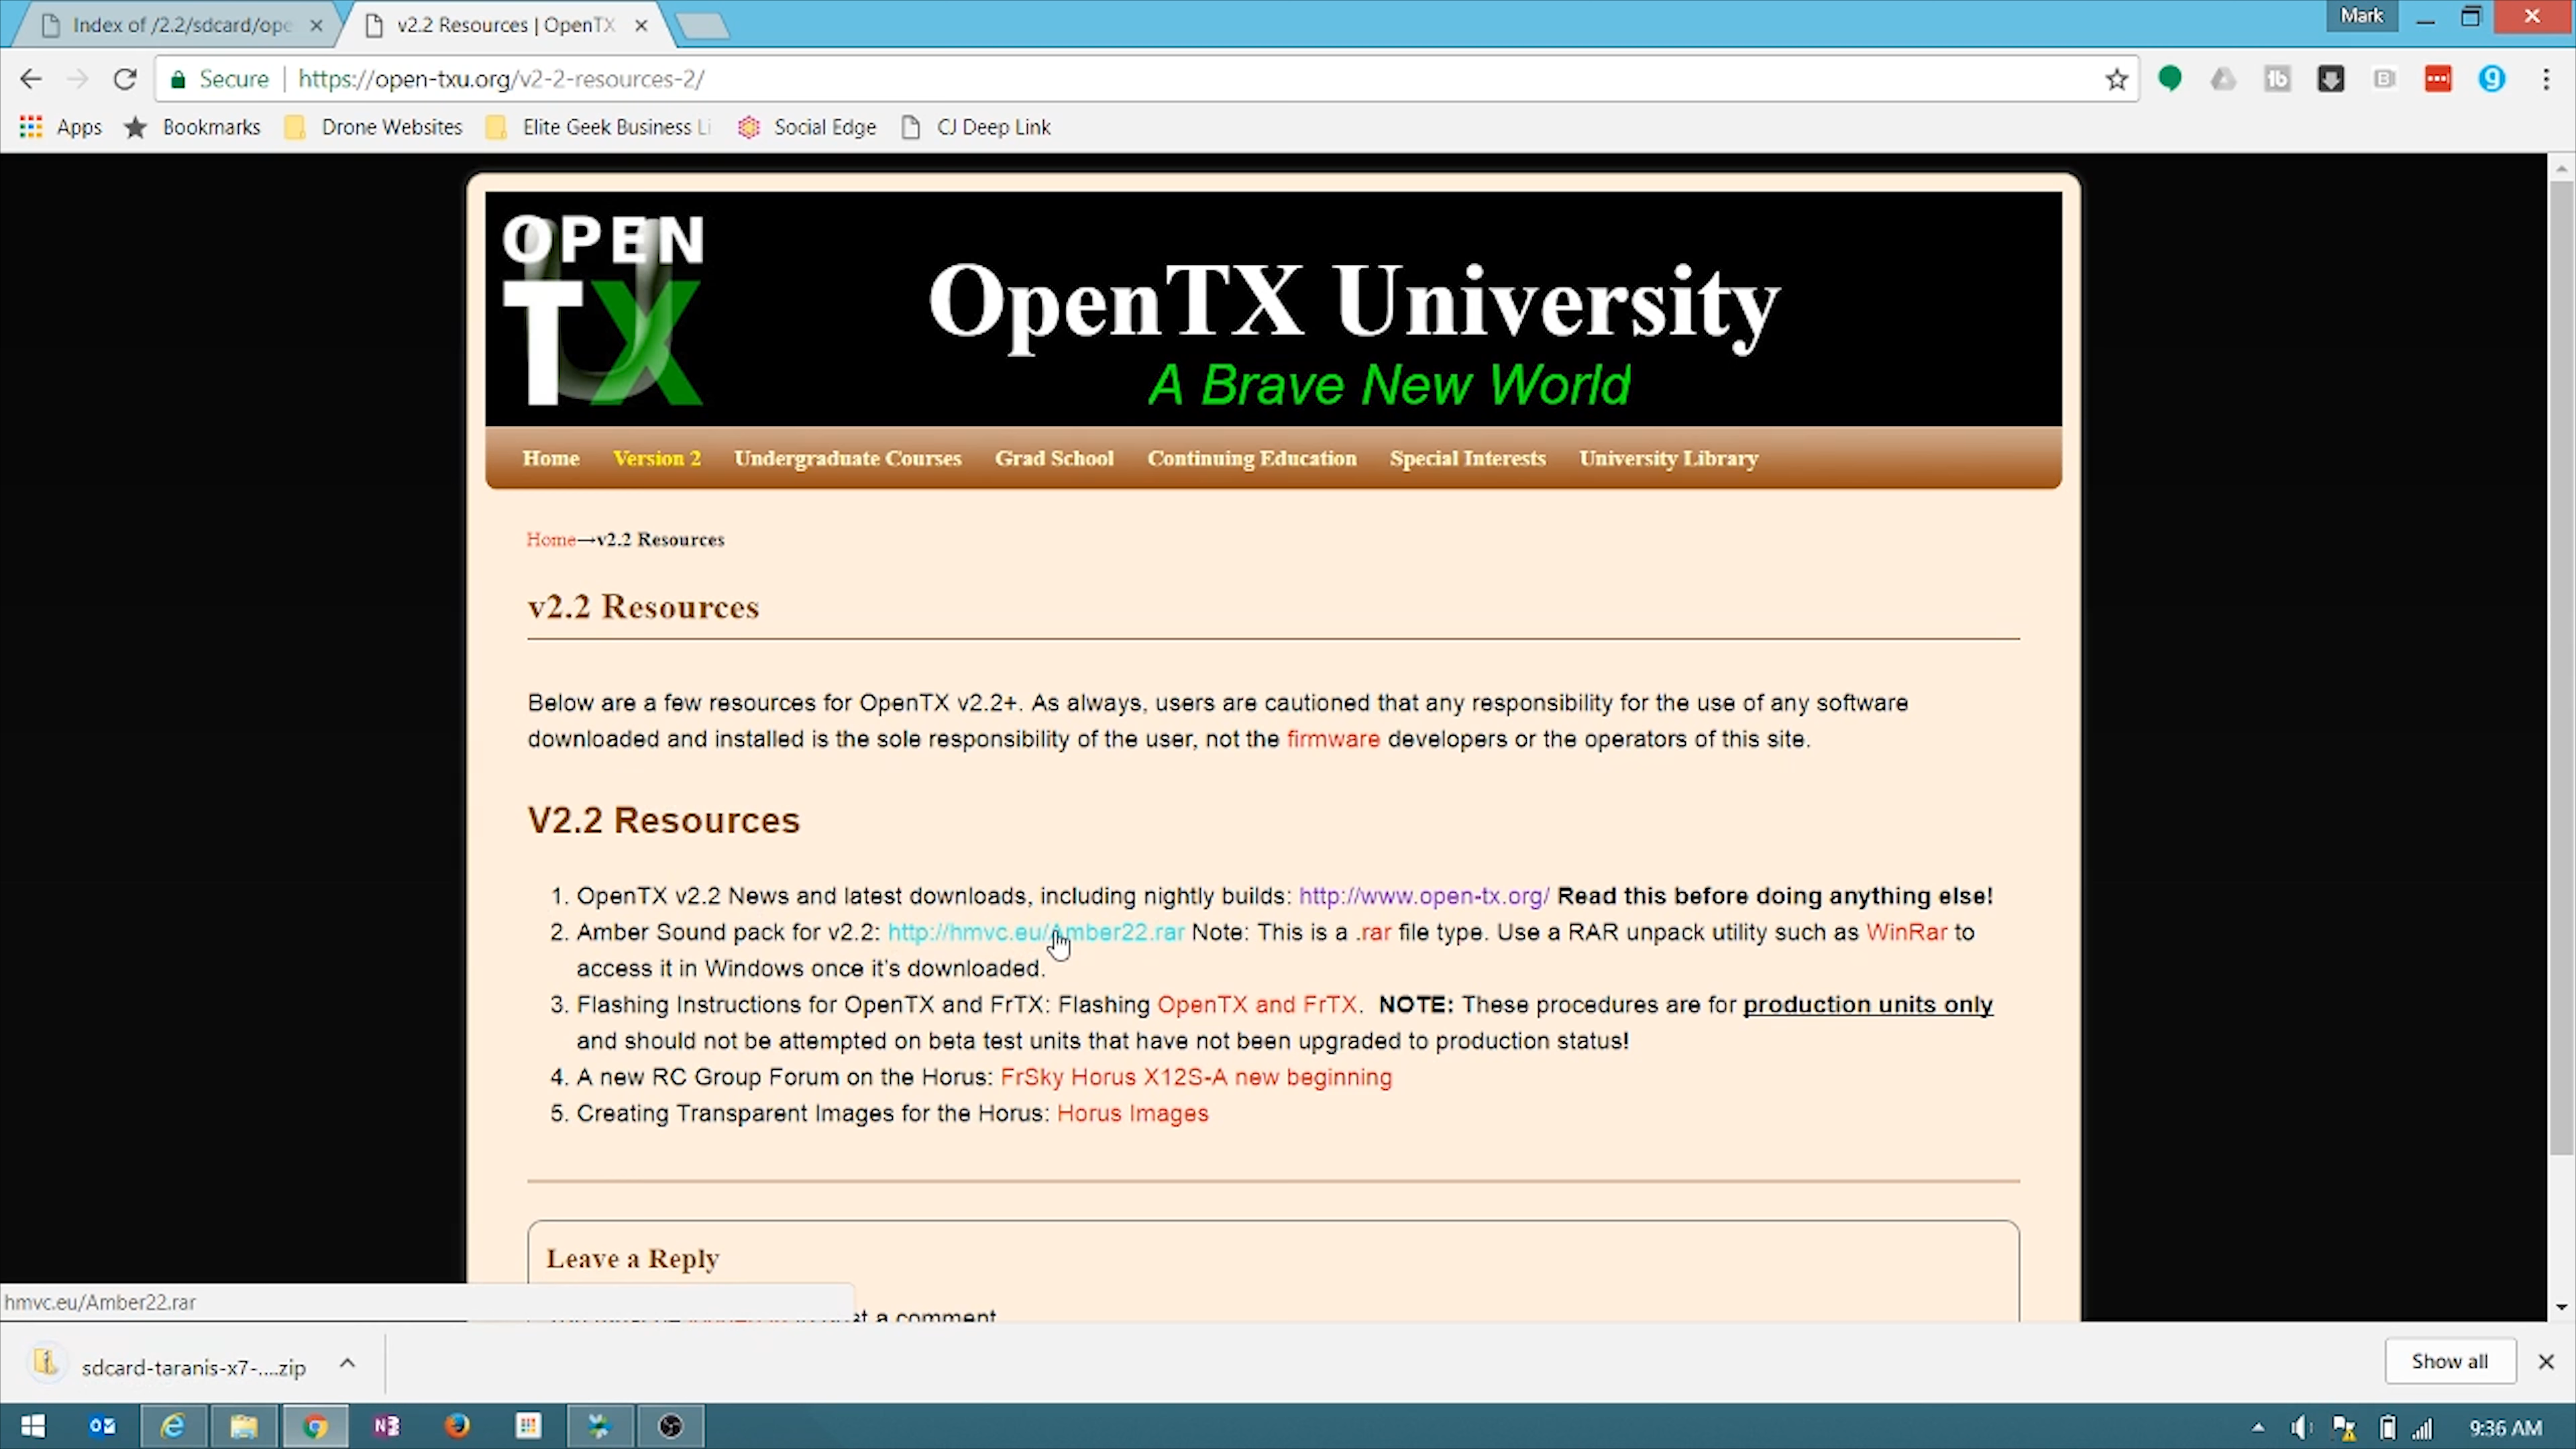 Index of /2.2/sdcard/ope
v2.2 Resources | OpenTX
Mark
Secure | https://open-txu.org/v2-2-resources-2/
Apps Bookmarks Drone Websites Elite Geek Business Li Social Edge CJ Deep Link
OPEN
TX
OpenTX University
A Brave New World
Home Version 2 Undergraduate Courses Grad School Continuing Education Special Interests University Library
Home→v2.2 Resources
v2.2 Resources
Below are a few resources for OpenTX v2.2+. As always, users are cautioned that any responsibility for the use of any software
downloaded and installed is the sole responsibility of the user, not the firmware developers or the operators of this site.
V2.2 Resources
1. OpenTX v2.2 News and latest downloads, including nightly builds: http://www.open-tx.org/ Read this before doing anything else!
2. Amber Sound pack for v2.2: http://hmvc.eu/Amber22.rar Note: This is a .rar file type. Use a RAR unpack utility such as WinRar to
access it in Windows once it's downloaded.
3. Flashing Instructions for OpenTX and FrTX: Flashing OpenTX and FrTX. NOTE: These procedures are for production units only
and should not be attempted on beta test units that have not been upgraded to production status!
4. A new RC Group Forum on the Horus: FrSky Horus X12S-A new beginning
5. Creating Transparent Images for the Horus: Horus Images
Leave a Reply
a comment
hmvc.eu/Amber22.rar
sdcard-taranis-x7-....zip
Show all
9:36 AM